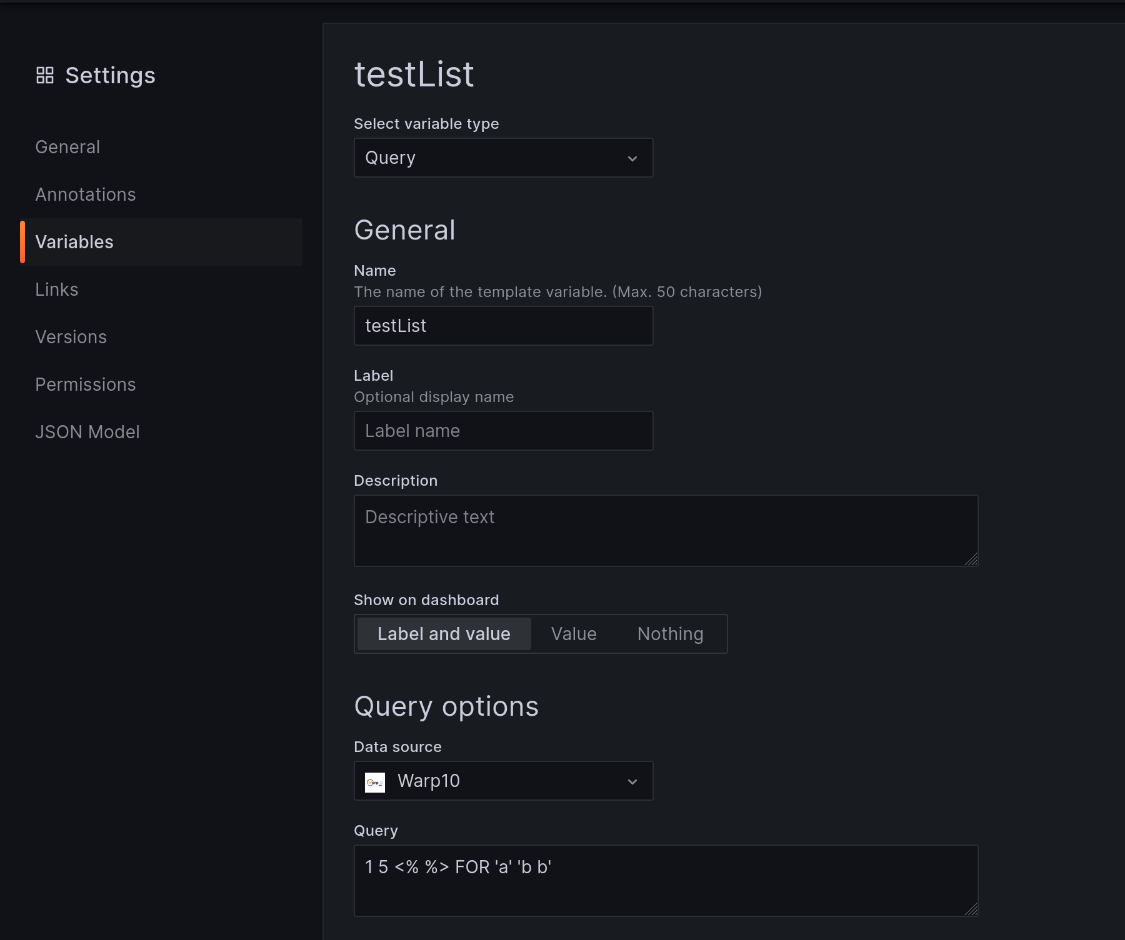 Settings
General
Annotations
Variables
Links
Versions
Permissions
JSON Model
testList
Select variable type
Query
General
Name
The name of the template variable. (Max. 50 characters)
testList
Label
Optional display name
Label name
Description
Descriptive text
Show on dashboard
Label and value Value Nothing
Query options
Data source
Warp10
Query
1 5 <% %> FOR 'a' 'b b'